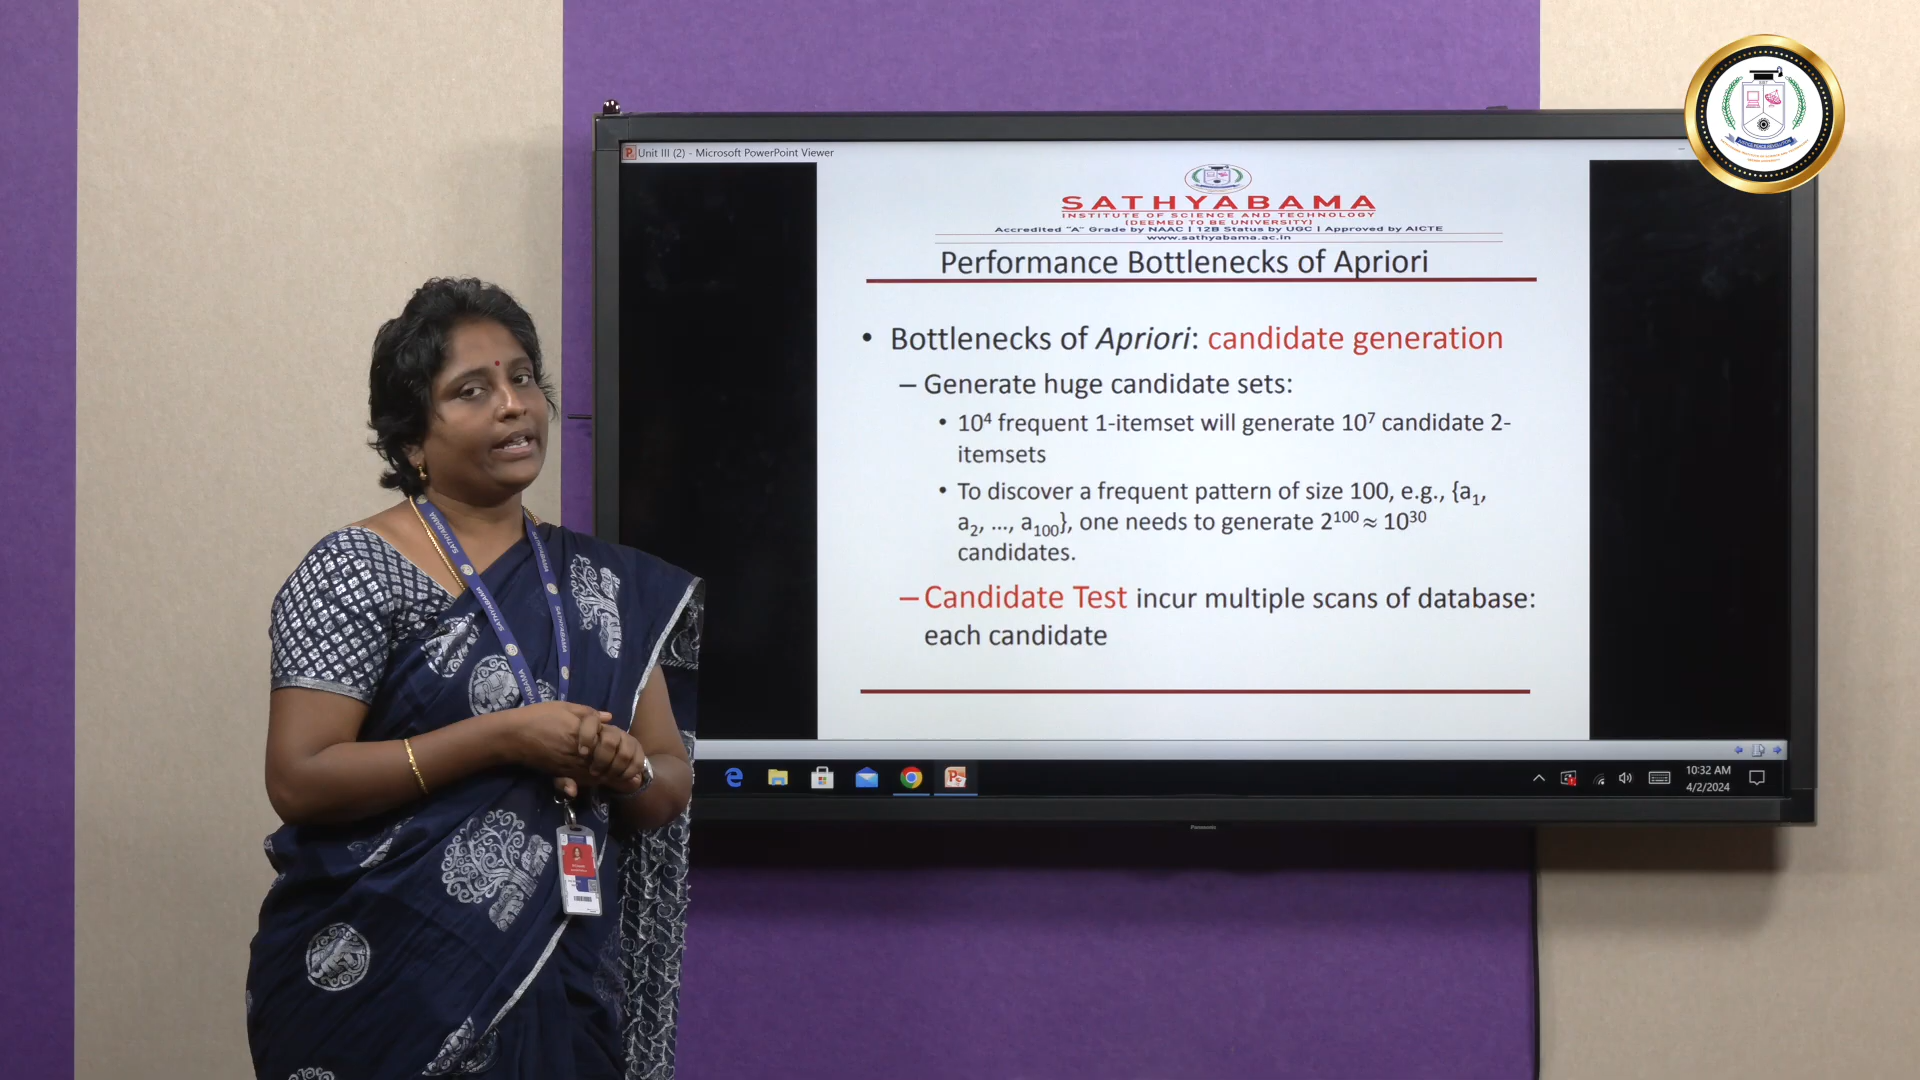 Unit III (2) - Microsoft PowerPoint Viewer
SATHYABAMA
INSTITUTE OF SCIENCE AND TECHNOLOGY
(DEEMED TO BE UNIVERSITY)
Accredited "A" Grade by NAAC | 12B Status by UGC | Approved by AICTE
www.sathyabama.ac.in
Performance Bottlenecks of Apriori
• Bottlenecks of Apriori: candidate generation
– Generate huge candidate sets:
• 10⁴ frequent 1-itemset will generate 10⁷ candidate 2-
itemsets
• To discover a frequent pattern of size 100, e.g., {a₁,
a₂, …, a₁₀₀}, one needs to generate 2¹⁰⁰ ≈ 10³⁰
candidates.
– Candidate Test incur multiple scans of database:
each candidate
10:32 AM
4/2/2024
Panasonic
SATHYABAMA
SATHYABAMA
SATHYABAMA